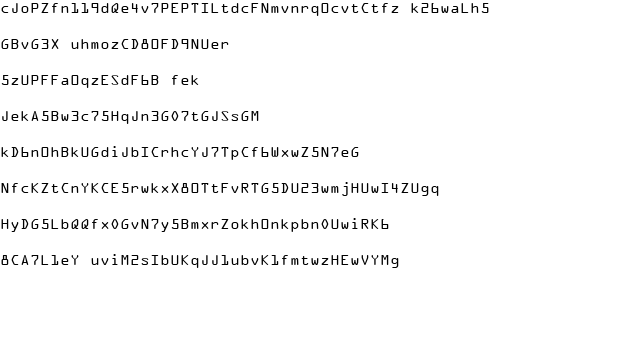 cJoPZfn119dQe4v7PEPTILtdcFNmvnrqOcvtCtfz k26waLh5
GBvG3X uhmozCD8OFD9NUer
5zUPFFaOqzESdF6B fek
JekA5Bw3c75HqJn3G07tGJSsGM
kD6nOhBkUGdiJbICrhcYJ7TpCf6WxwZ5N7eG
NfcKZtCnYKCE5rwkxX8OTtFvRTG5DU23wmjHUwI4ZUgq
HyDG5LbQQfx0GvN7y5BmxrZokhOnkpbn0UwiRK6
8CA7L1eY uviM2sIbUKqJJ1ubvK1fmtwzHEwVYMg